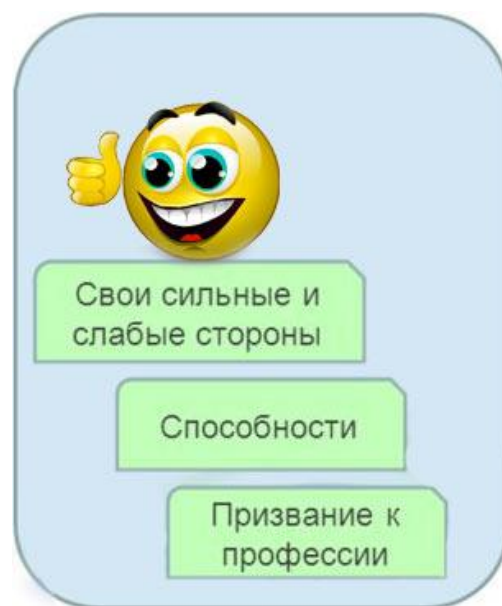 Свои сильные и
слабые стороны
Способности
Призвание к
профессии